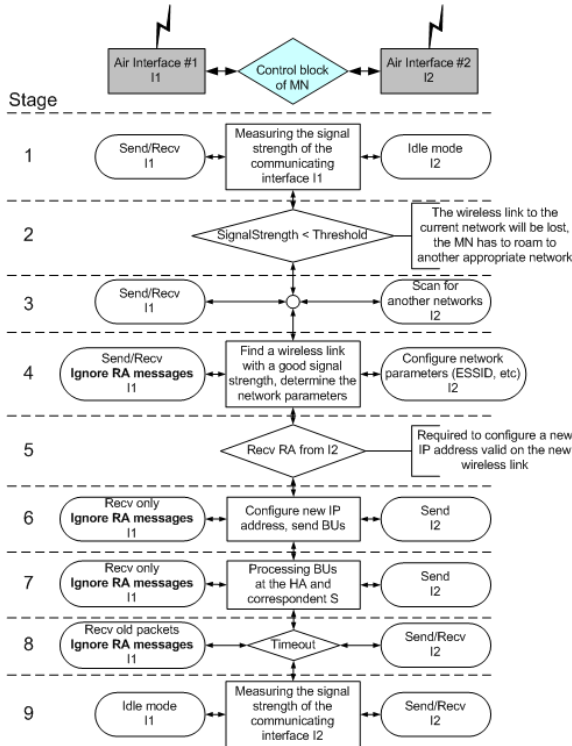 Air Interface #1
I1
Control block
of MN
Air Interface #2
I2
Stage
1
Send/Recv
I1
Measuring the signal
strength of the
communicating
interface I1
Idle mode
I2
2
SignalStrength < Threshold
The wireless link to the
current network will be lost,
the MN has to roam to
another appropriate network
3
Send/Recv
I1
Scan for
another networks
I2
4
Send/Recv
Ignore RA messages
I1
Find a wireless link
with a good signal
strength, determine the
network parameters
Configure network
parameters (ESSID, etc)
I2
5
Recv RA from I2
Required to configure a new
IP address valid on the new
wireless link
6
Recv only
Ignore RA messages
I1
Configure new IP
address, send BUs
Send
I2
7
Recv only
Ignore RA messages
I1
Processing BUs
at the HA and
correspondent S
Send
I2
8
Recv old packets
Ignore RA messages
I1
Timeout
Send/Recv
I2
9
Idle mode
I1
Measuring the signal
strength of the
communicating
interface I2
Send/Recv
I2